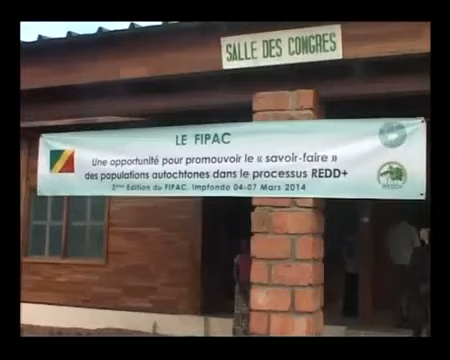 SALLE DES CONGRES
LE FIPAC
Une opportunité pour promouvoir le « savoir-faire »
des populations autochtones dans le processus REDD+
2ème Edition du FIPAC, Impfondo 04-07 Mars 2014
REDD+